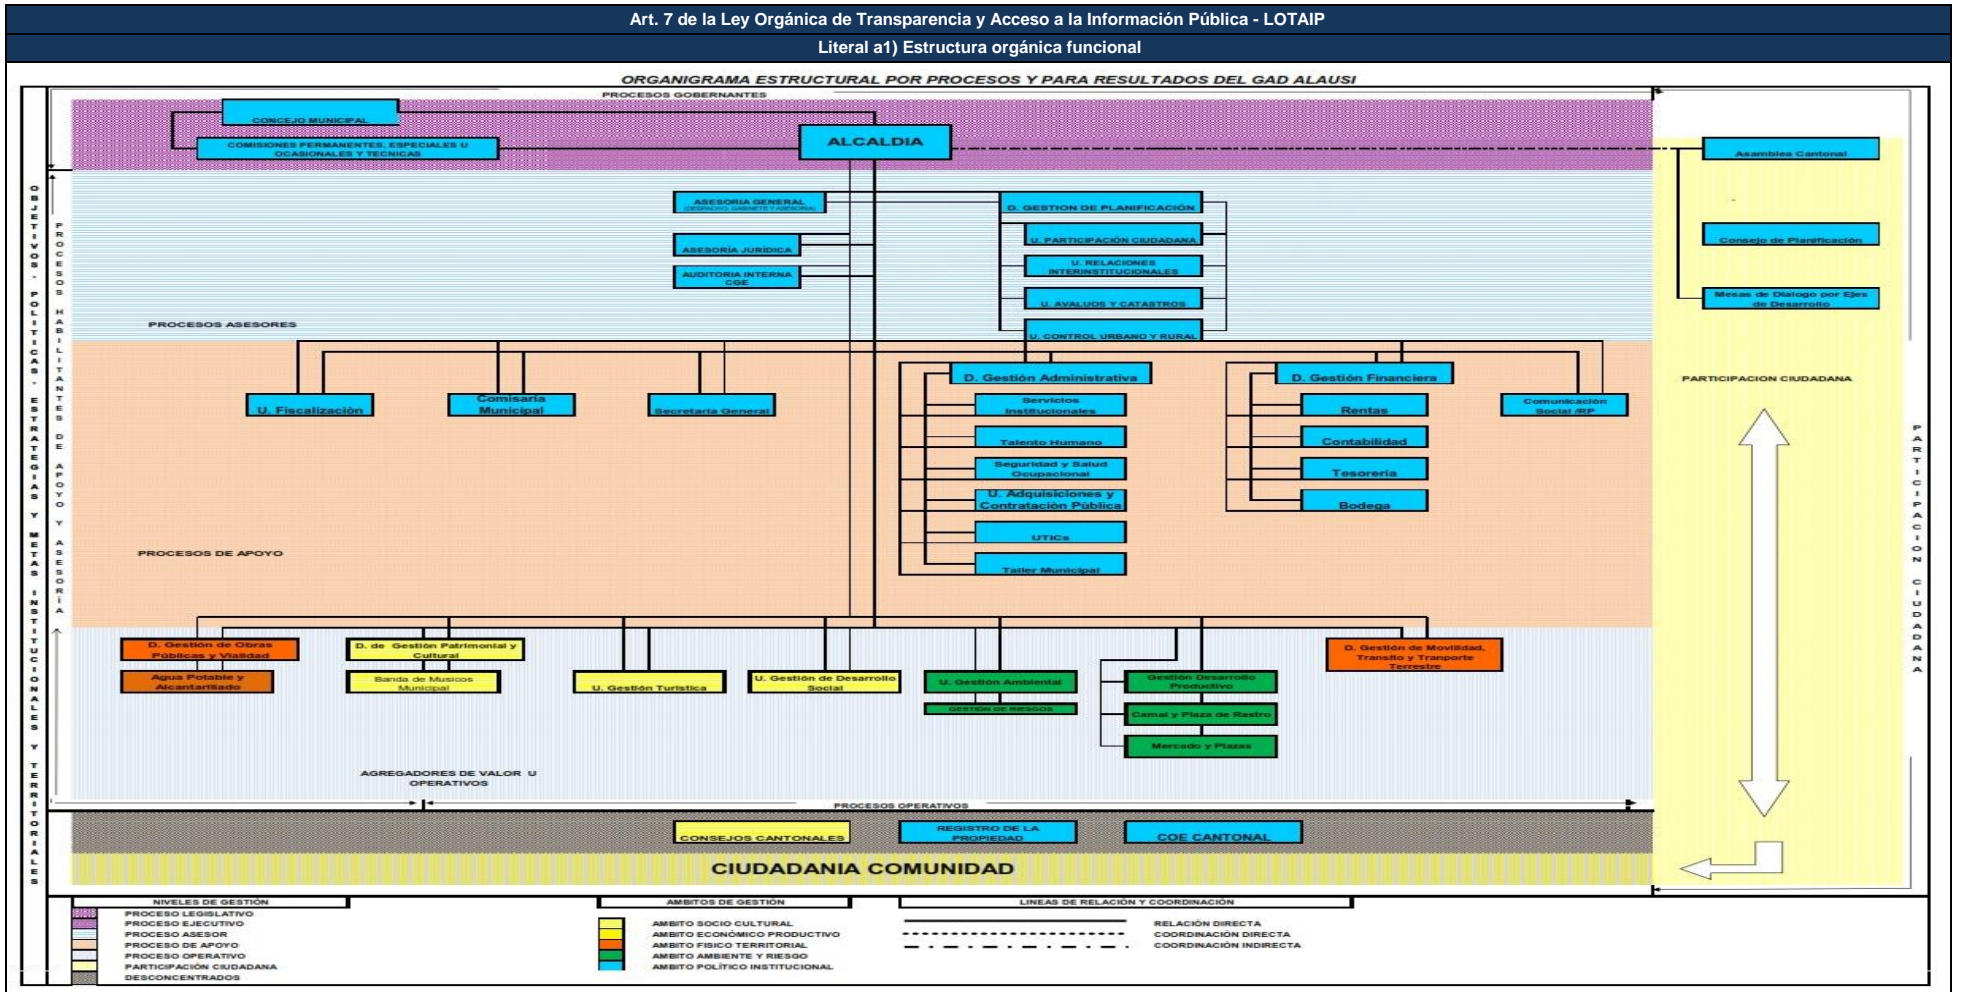 Art. 7 de la Ley Orgánica de Transparencia y Acceso a la Información Pública - LOTAIP
Literal a1) Estructura orgánica funcional
ORGANIGRAMA ESTRUCTURAL POR PROCESOS Y PARA RESULTADOS DEL GAD ALAUSI
PROCESOS GOBERNANTES
CONCEJO MUNICIPAL
COMISIONES PERMANENTES, ESPECIALES U
OCASIONALES Y TECNICAS
ALCALDIA
Asamblea Cantonal
OBJETIVOS - POLITICAS - ESTRATEGIAS Y METAS INSTITUCIONALES Y TERRITORIALES
PROCESOS HABILITANTES DE APOYO Y ASESORÍA
ASESORIA GENERAL
(DESPACHO, GABINETE Y ASESORIA)
D. GESTION DE PLANIFICACIÓN
ASESORÍA JURÍDICA
U. PARTICIPACIÓN CIUDADANA
Consejo de Planificación
AUDITORIA INTERNA
CGE
U. RELACIONES
INTERINSTITUCIONALES
U. AVALUOS Y CATASTROS
Mesas de Dialogo por Ejes
de Desarrollo
PROCESOS ASESORES
U. CONTROL URBANO Y RURAL
U. Fiscalización
Comisaría
Municipal
Secretaría General
D. Gestión Administrativa
D. Gestión Financiera
Comunicación
Social /RP
PARTICIPACION CIUDADANA
Servicios
Institucionales
Talento Humano
Seguridad y Salud
Ocupacional
U. Adquisiciones y
Contratación Pública
UTICs
Taller Municipal
Rentas
Contabilidad
Tesorería
Bodega
PROCESOS DE APOYO
PARTICIPACION CIUDADANA
D. Gestión de Obras
Públicas y Vialidad
Agua Potable y
Alcantarillado
D. de Gestión Patrimonial y
Cultural
Banda de Musicos
Municipal
U. Gestión Turística
U. Gestión de Desarrollo
Social
U. Gestión Ambiental
GESTIÓN DE RIESGOS
Gestión Desarrollo
Productivo
Camal y Plaza de Rastro
Mercado y Plazas
D. Gestión de Movilidad,
Transito y Tranporte
Terrestre
AGREGADORES DE VALOR U
OPERATIVOS
PROCESOS OPERATIVOS
CONSEJOS CANTONALES
REGISTRO DE LA
PROPIEDAD
COE CANTONAL
CIUDADANIA COMUNIDAD
NIVELES DE GESTIÓN
PROCESO LEGISLATIVO
PROCESO EJECUTIVO
PROCESO ASESOR
PROCESO DE APOYO
PROCESO OPERATIVO
PARTICIPACIÓN CIUDADANA
DESCONCENTRADOS
AMBITOS DE GESTIÓN
AMBITO SOCIO CULTURAL
AMBITO ECONÓMICO PRODUCTIVO
AMBITO FISICO TERRITORIAL
AMBITO AMBIENTE Y RIESGO
AMBITO POLÍTICO INSTITUCIONAL
LINEAS DE RELACIÓN Y COORDINACIÓN
RELACIÓN DIRECTA
COORDINACIÓN DIRECTA
COORDINACIÓN INDIRECTA